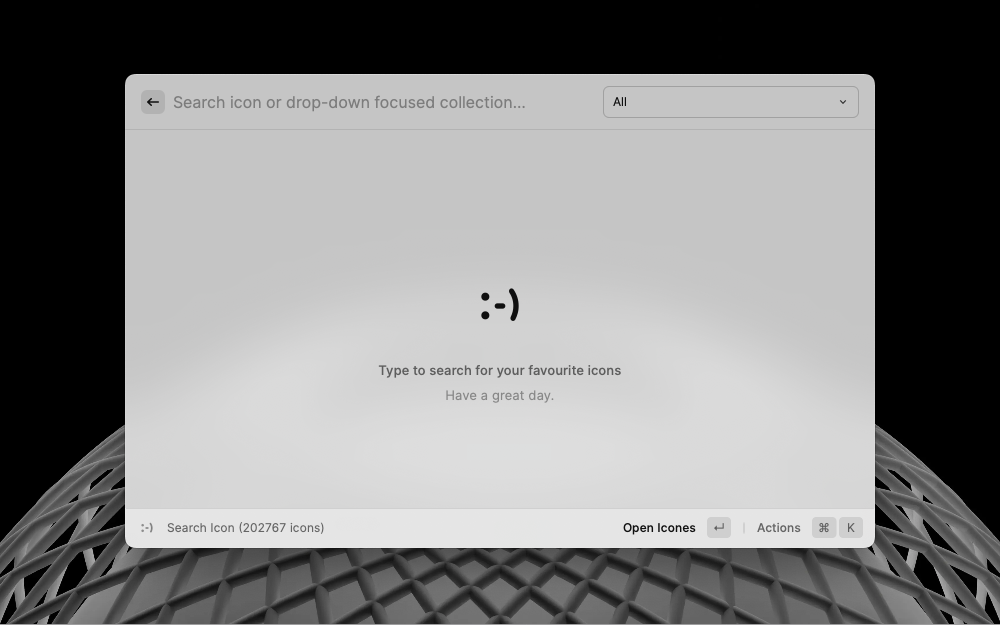 Search icon or drop-down focused collection...
All
:-)
Type to search for your favourite icons
Have a great day.
:-) Search Icon (202767 icons)
Open Icones ↵ | Actions ⌘ K